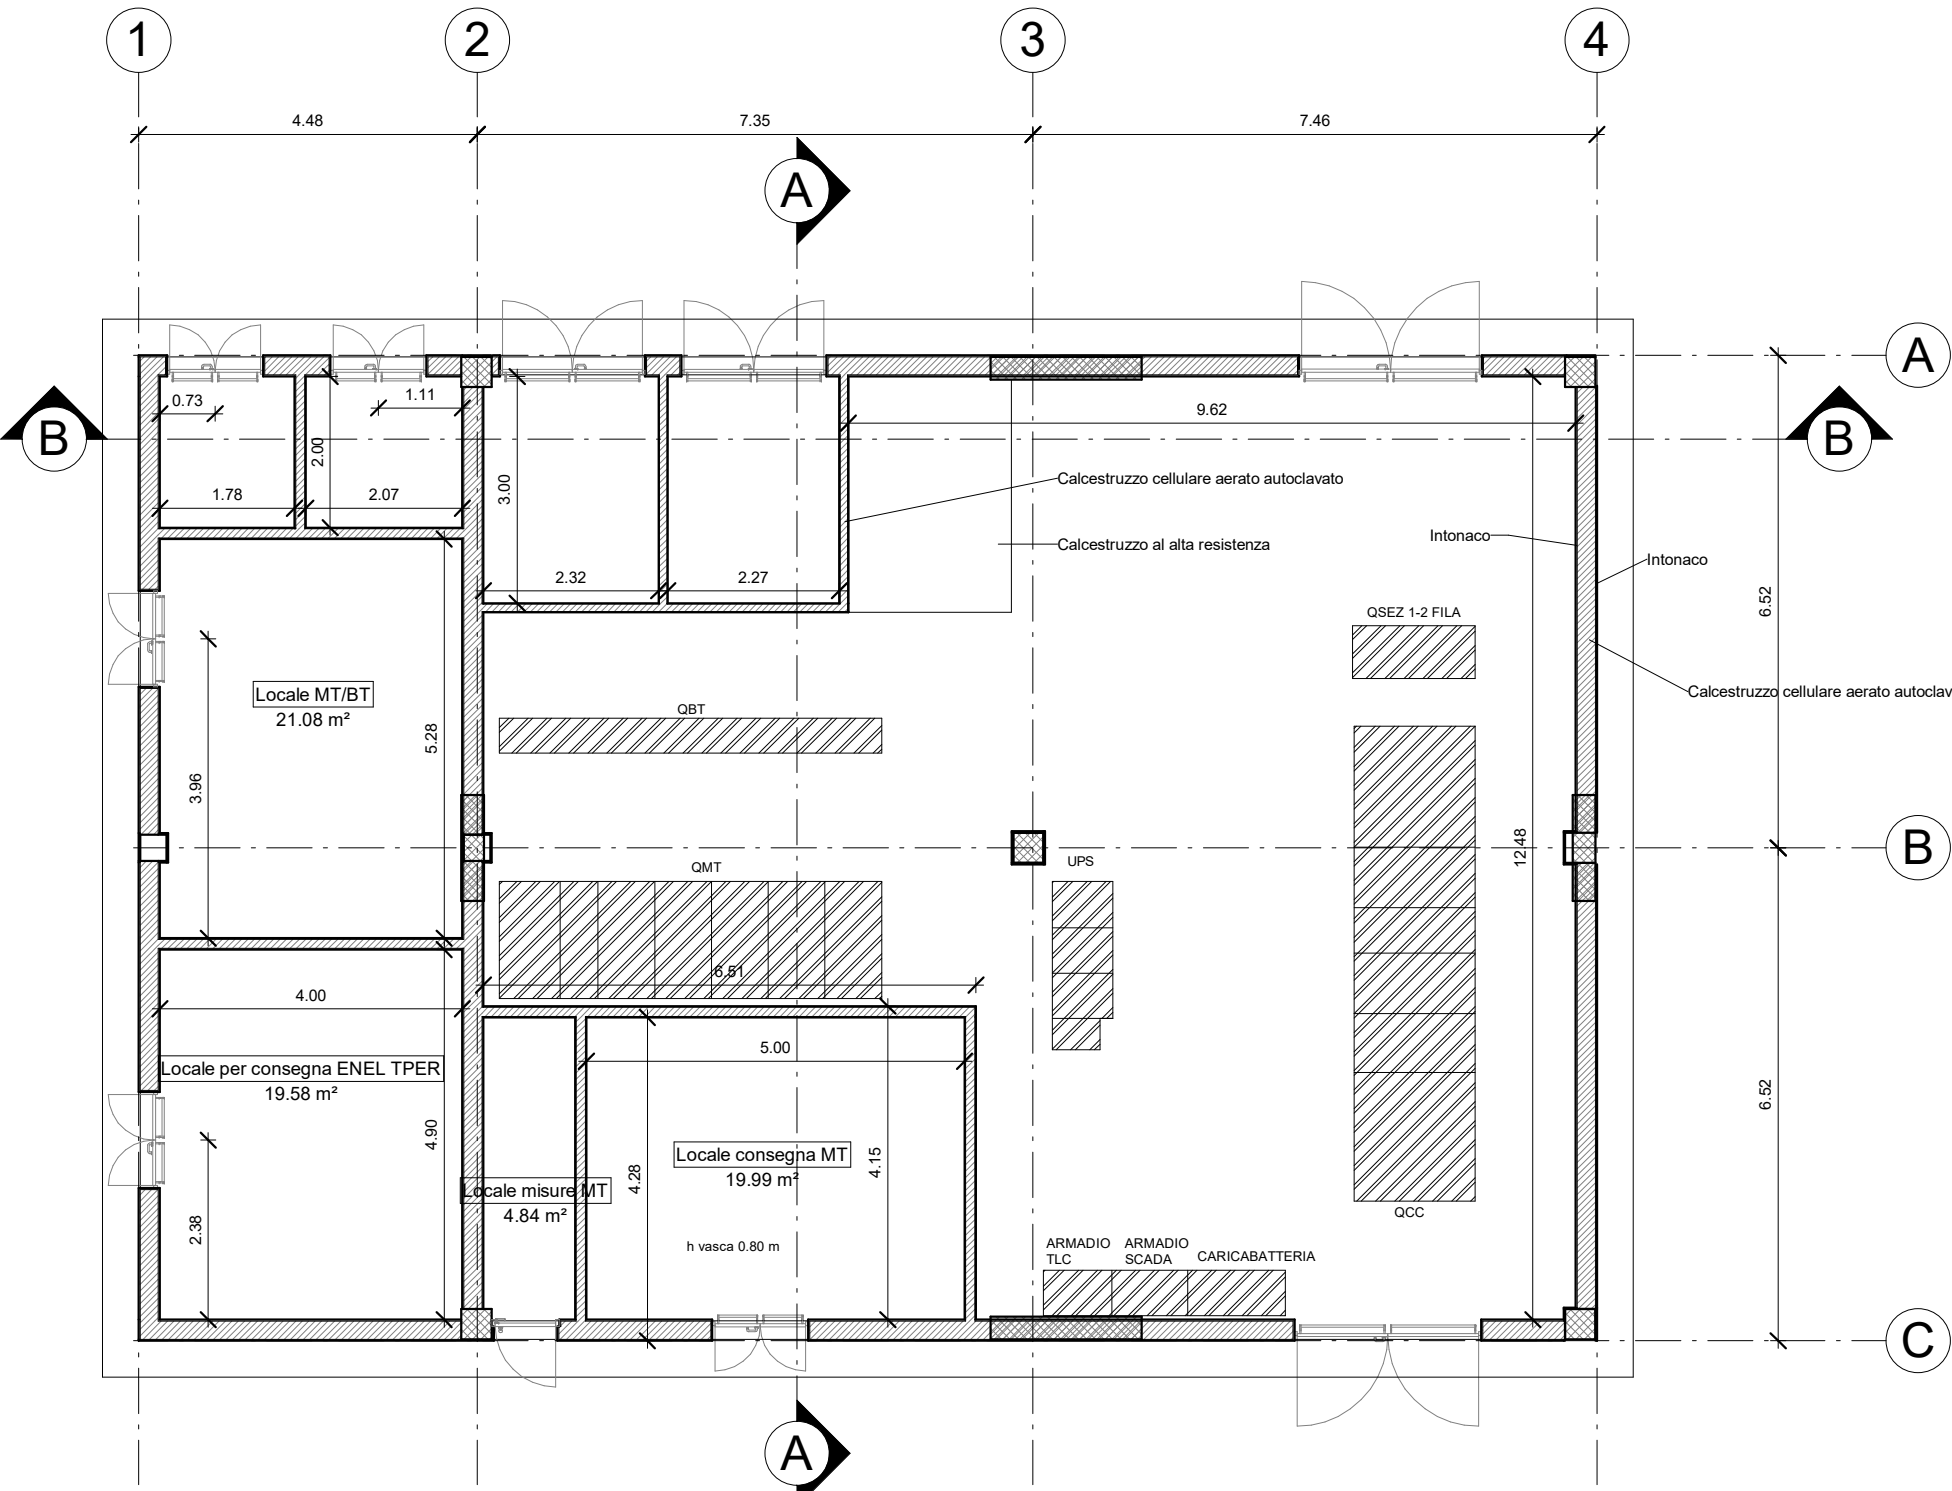 1
2
3
4
4.48
7.35
7.46
A
A
B
0.73
1.11
9.62
B
2.00
1.78
2.07
3.00
Calcestruzzo cellulare aerato autoclavato
Calcestruzzo al alta resistenza
Intonaco
Intonaco
2.32
2.27
6.52
QSEZ 1-2 FILA
Locale MT/BT
21.08 m²
Calcestruzzo cellulare aerato autoclav
QBT
5.28
3.96
12.48
B
QMT
UPS
6.51
4.00
5.00
Locale per consegna ENEL TPER
19.58 m²
4.90
6.52
Locale consegna MT
19.99 m²
4.15
4.28
Locale misure MT
4.84 m²
2.38
h vasca 0.80 m
QCC
ARMADIO
TLC
ARMADIO
SCADA
CARICABATTERIA
C
A